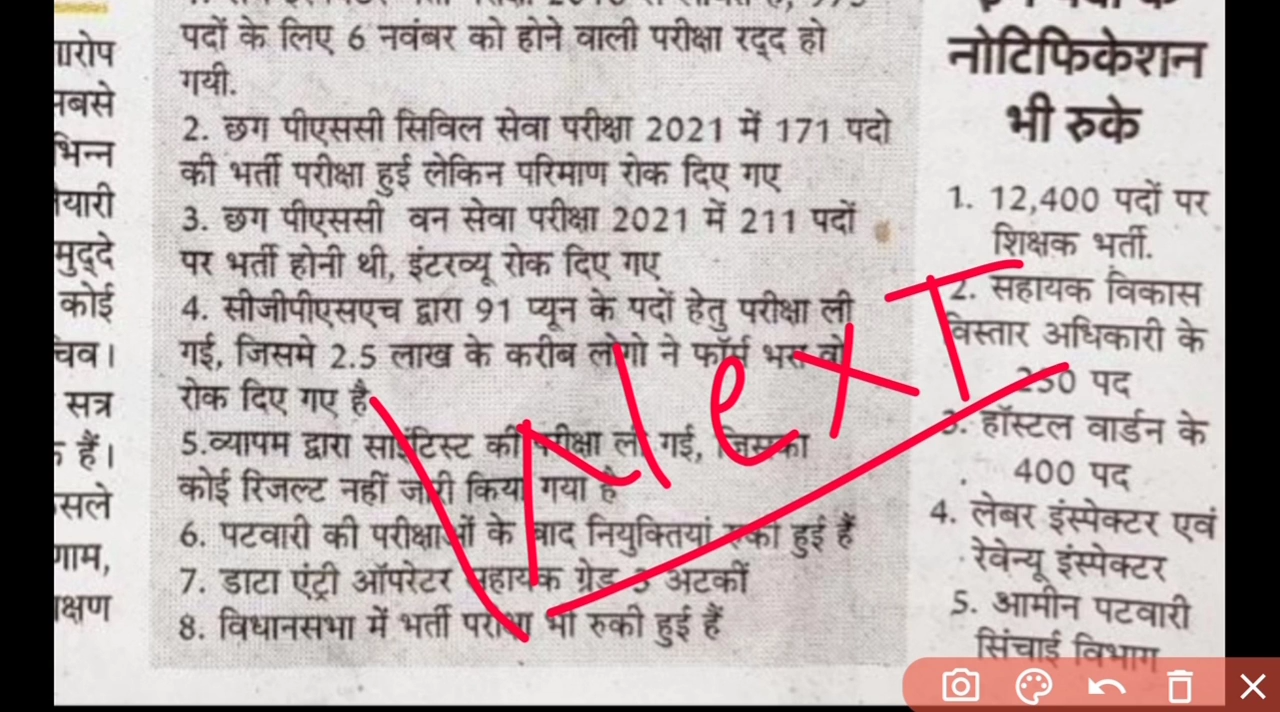 पदों के लिए 6 नवंबर को होने वाली परीक्षा रद्द हो
गयी.
2. छग पीएससी सिविल सेवा परीक्षा 2021 में 171 पदो
की भर्ती परीक्षा हुई लेकिन परिमाण रोक दिए गए
3. छग पीएससी वन सेवा परीक्षा 2021 में 211 पदों
पर भर्ती होनी थी, इंटरव्यू रोक दिए गए
4. सीजीपीएसएच द्वारा 91 प्यून के पदों हेतु परीक्षा ली
गई, जिसमे 2.5 लाख के करीब लोगो ने फॉर्म
रोक दिए गए है
5.व्यापम द्वारा साइंटिस्ट की परीक्षा ली गई, जिसका
कोई रिजल्ट नहीं जारी किया गया है
6. पटवारी की परीक्षाओं के बाद नियुक्तियां रुकी हुई हैं
7. डाटा एंट्री ऑपरेटर सहायक ग्रेड 3 अटकीं
8. विधानसभा में भर्ती परीक्षा भी रुकी हुई हैं
नोटिफिकेशन
भी रुके
1. 12,400 पदों पर
शिक्षक भर्ती.
2. सहायक विकास
विस्तार अधिकारी के
250 पद
3. हॉस्टल वार्डन के
400 पद
4. लेबर इंस्पेक्टर एवं
रेवेन्यू इंस्पेक्टर
5. आमीन पटवारी
सिंचाई विभाग
सत्र
कोई
मुद्दे
NexT